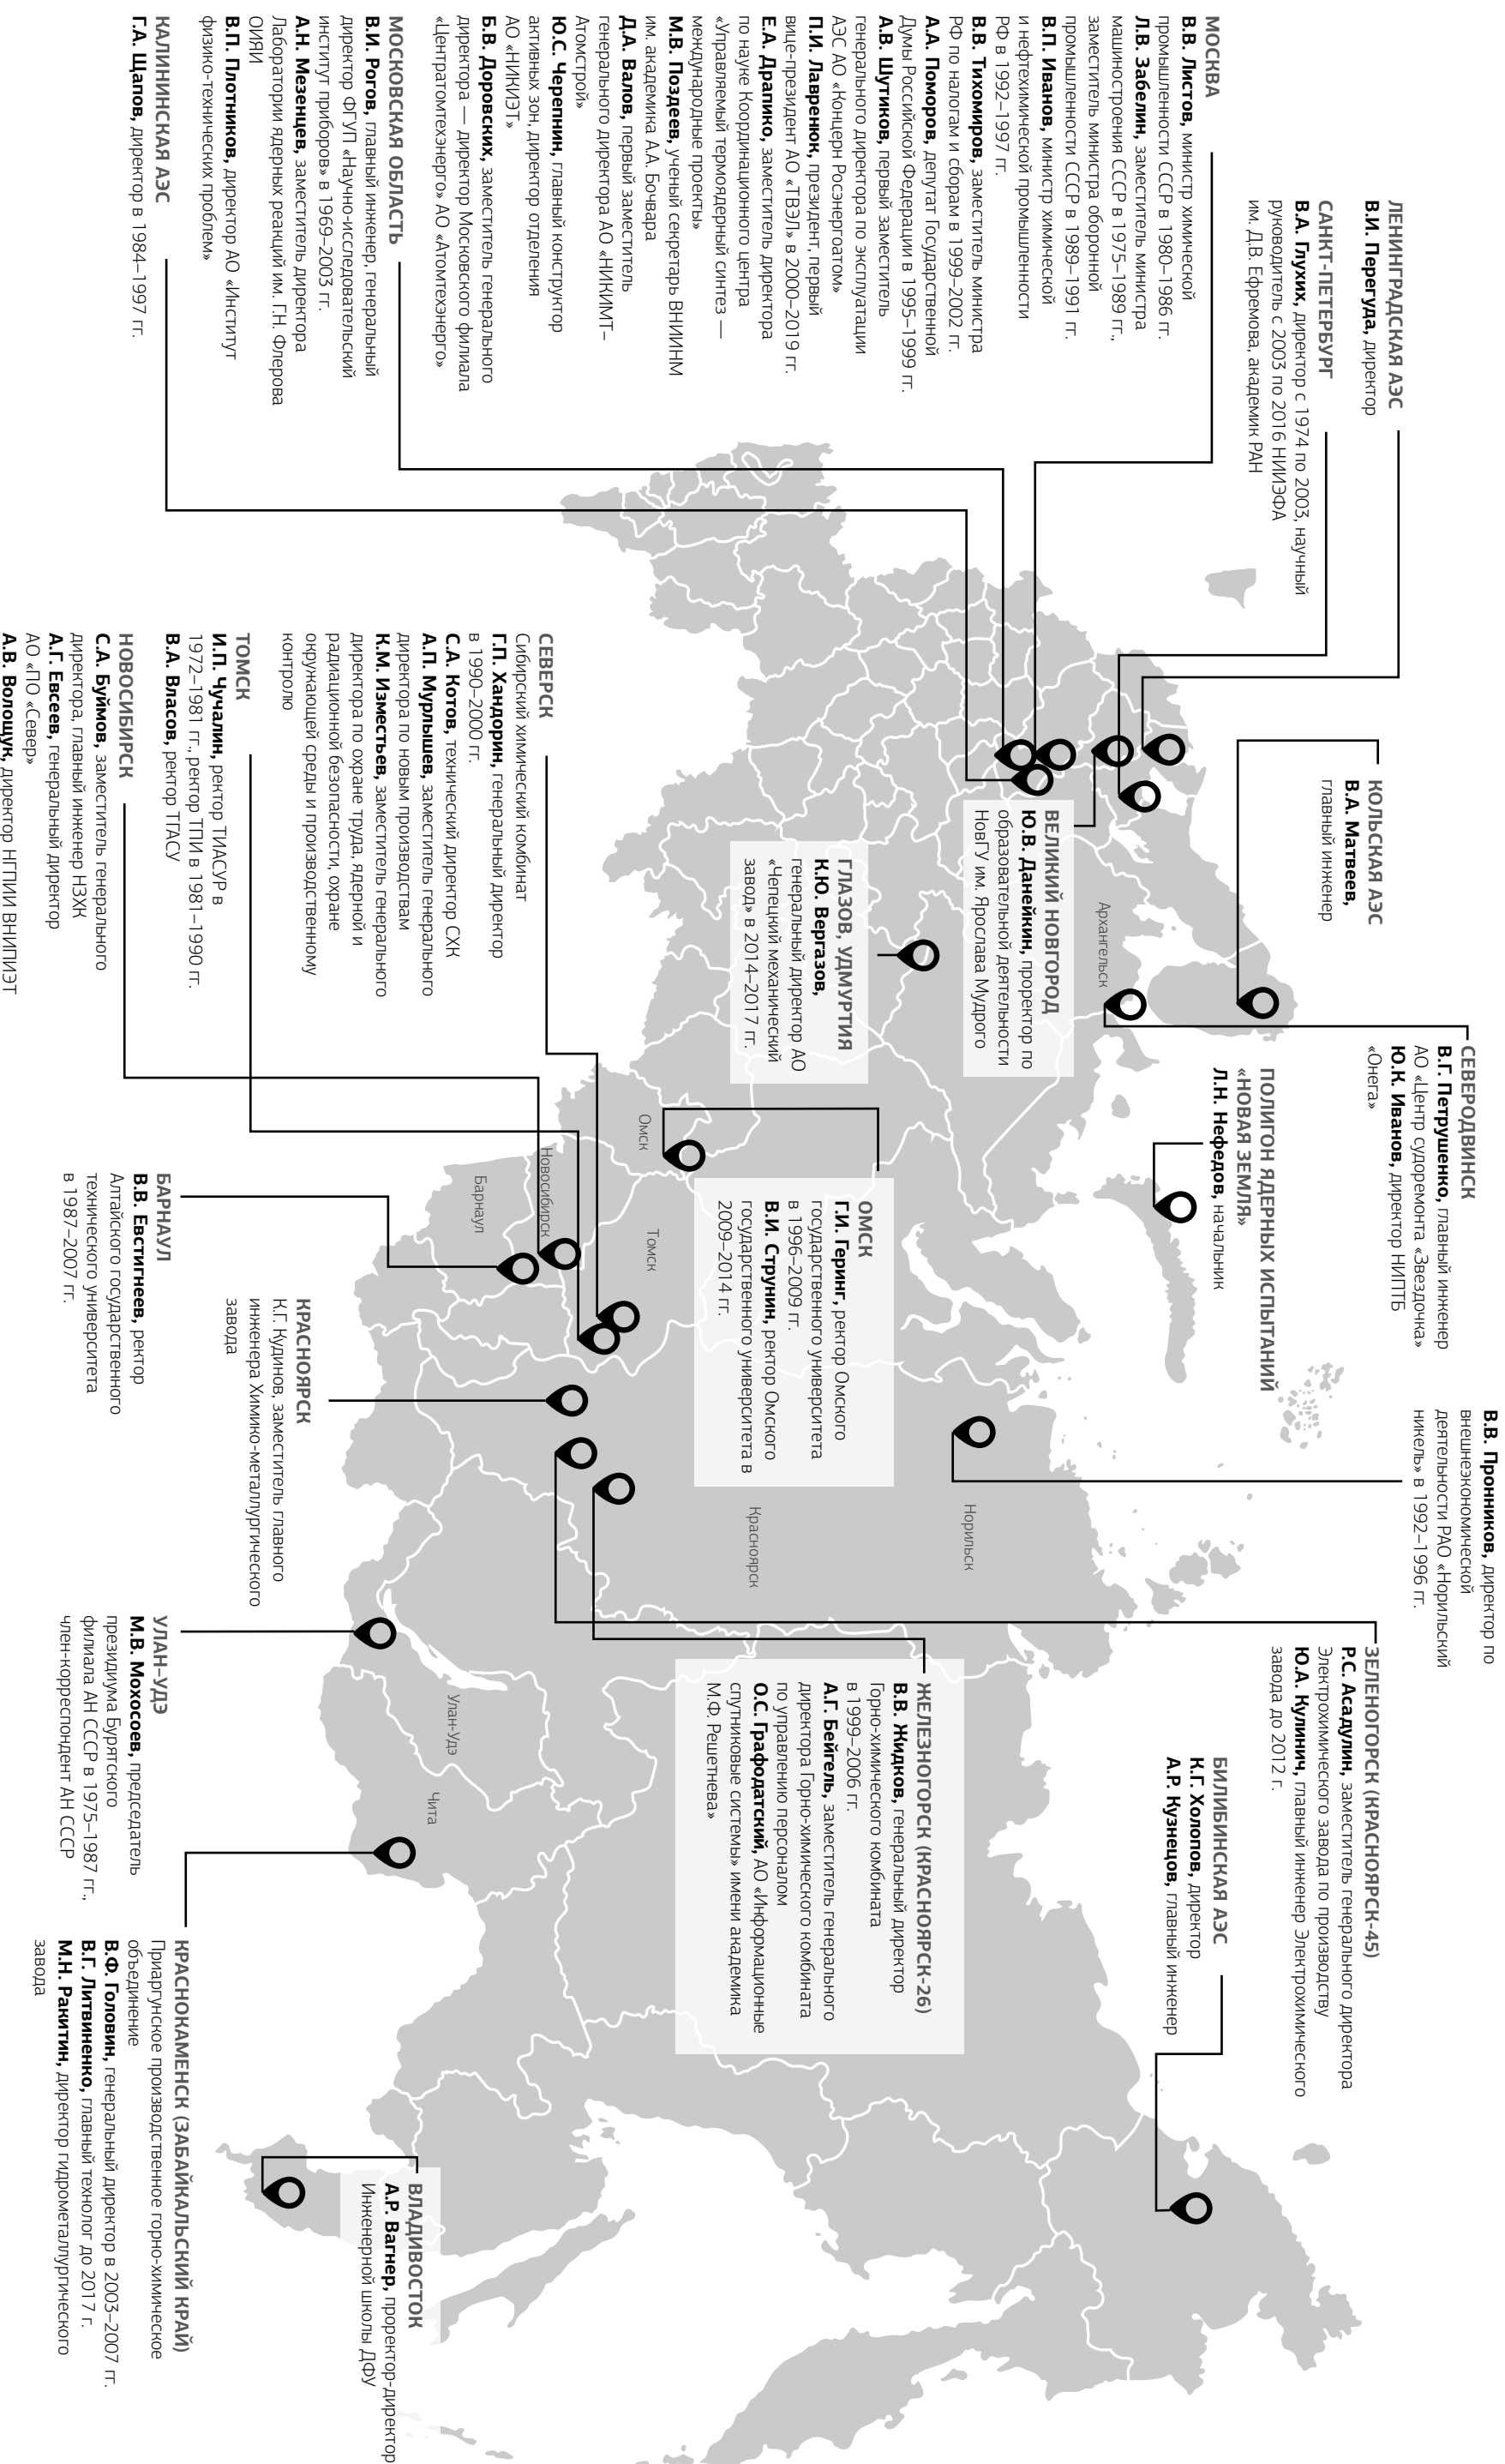 ЛЕНИНГРАДСКАЯ АЭС
В.И. Перегуда, директор
САНКТ-ПЕТЕРБУРГ
В.А. Глухих, директор с 1974 по 2003, научный
руководитель с 2003 по 2016 НИИЭФА
им. Д.В. Ефремова, академик РАН
МОСКВА
В.В. Листов, министр химической
промышленности СССР в 1980–1986 гг.
Л.В. Забелин, заместитель министра
машиностроения СССР в 1975–1989 гг.,
заместитель министра оборонной
промышленности СССР в 1989–1991 гг.
В.П. Иванов, министр химической
и нефтехимической промышленности
РФ в 1992–1997 гг.
В.В. Тихомиров, заместитель министра
РФ по налогам и сборам в 1999–2002 гг.
А.А. Поморов, депутат Государственной
Думы Российской Федерации в 1995–1999 гг.
А.В. Шутиков, первый заместитель
генерального директора по эксплуатации
АЭС АО «Концерн Росэнергоатом»
П.И. Лавренюк, президент, первый
вице-президент АО «ТВЭЛ» в 2000–2019 гг.
Е.А. Драпико, заместитель директора
по науке Координационного центра
«Управляемый термоядерный синтез —
международные проекты»
М.В. Поздеев, ученый секретарь ВНИИНМ
им. академика А.А. Бочвара
Д.А. Валов, первый заместитель
генерального директора АО «НИКИМТ–
Атомстрой»
Ю.С. Черепнин, главный конструктор
активных зон, директор отделения
АО «НИКИЭТ»
Б.В. Доровских, заместитель генерального
директора — директор Московского филиала
«Центратомтехэнерго» АО «Атомтехэнерго»
МОСКОВСКАЯ ОБЛАСТЬ
В.И. Рогов, главный инженер, генеральный
директор ФГУП «Научно-исследовательский
институт приборов» в 1969–2003 гг.
А.Н. Мезенцев, заместитель директора
Лаборатории ядерных реакций им. Г.Н. Флерова
ОИЯИ
В.П. Плотников, директор АО «Институт
физико-технических проблем»
КАЛИНИНСКАЯ АЭС
Г.А. Щапов, директор в 1984–1997 гг.
КОЛЬСКАЯ АЭС
В.А. Матвеев,
главный инженер
Архангельск
ВЕЛИКИЙ НОВГОРОД
Ю.В. Данейкин, проректор по
образовательной деятельности
НовГУ им. Ярослава Мудрого
ГЛАЗОВ, УДМУРТИЯ
К.Ю. Вергазов,
генеральный директор АО
«Чепецкий механический
завод» в 2014–2017 гг.
СЕВЕРСК
Сибирский химический комбинат
Г.П. Хандорин, генеральный директор
в 1990–2000 гг.
С.А. Котов, технический директор СХК
А.П. Мурлышев, заместитель генерального
директора по новым производствам
К.М. Изместьев, заместитель генерального
директора по охране труда, ядерной и
радиационной безопасности, охране
окружающей среды и производственному
контролю
ТОМСК
И.П. Чучалин, ректор ТИАСУР в
1972–1981 гг., ректор ТПИ в 1981–1990 гг.
В.А. Власов, ректор ТГАСУ
НОВОСИБИРСК
С.А. Буймов, заместитель генерального
директора, главный инженер НЗХК
А.Г. Евсеев, генеральный директор
АО «ПО «Север»
А.В. Волощук, директор НГПИИ ВНИПИЭТ
СЕВЕРОДВИНСК
В.Г. Петрушенко, главный инженер
АО «Центр судоремонта «Звездочка»
Ю.К. Иванов, директор НИПТБ
«Онега»
ПОЛИГОН ЯДЕРНЫХ ИСПЫТАНИЙ
«НОВАЯ ЗЕМЛЯ»
Л.Н. Нефедов, начальник
ОМСК
Г.И. Геринг, ректор Омского
государственного университета
в 1996–2009 гг.
В.И. Струнин, ректор Омского
государственного университета в
2009–2014 гг.
Омск
Томск
Новосибирск
Барнаул
БАРНАУЛ
В.В. Евстигнеев, ректор
Алтайского государственного
технического университета
в 1987–2007 гг.
КРАСНОЯРСК
К.Г. Кудинов, заместитель главного
инженера Химико-металлургического
завода
В.В. Пронников, директор по
внешнеэкономической
деятельности РАО «Норильский
никель» в 1992–1996 гг.
Норильск
Красноярск
ЗЕЛЕНОГОРСК (КРАСНОЯРСК-45)
Р.С. Асадулин, заместитель генерального директора
Электрохимического завода по производству
Ю.А. Кулинич, главный инженер Электрохимического
завода до 2012 г.
БИЛИБИНСКАЯ АЭС
К.Г. Холопов, директор
А.Р. Кузнецов, главный инженер
ЖЕЛЕЗНОГОРСК (КРАСНОЯРСК-26)
В.В. Жидков, генеральный директор
Горно-химического комбината
в 1999–2006 гг.
А.Г. Бейгель, заместитель генерального
директора Горно-химического комбината
по управлению персоналом
О.С. Графодатский, АО «Информационные
спутниковые системы» имени академика
М.Ф. Решетнева»
Улан-Удэ
Чита
УЛАН-УДЭ
М.В. Мохосоев, председатель
президиума Бурятского
филиала АН СССР в 1975–1987 гг.,
член-корреспондент АН СССР
КРАСНОКАМЕНСК (ЗАБАЙКАЛЬСКИЙ КРАЙ)
Приаргунское производственное горно-химическое
объединение
В.Ф. Головин, генеральный директор в 2003–2007 гг.
В.Г. Литвиненко, главный технолог до 2017 г.
М.Н. Ракитин, директор гидрометаллургического
завода
ВЛАДИВОСТОК
А.Р. Вагнер, проректор-директор
Инженерной школы ДФУ